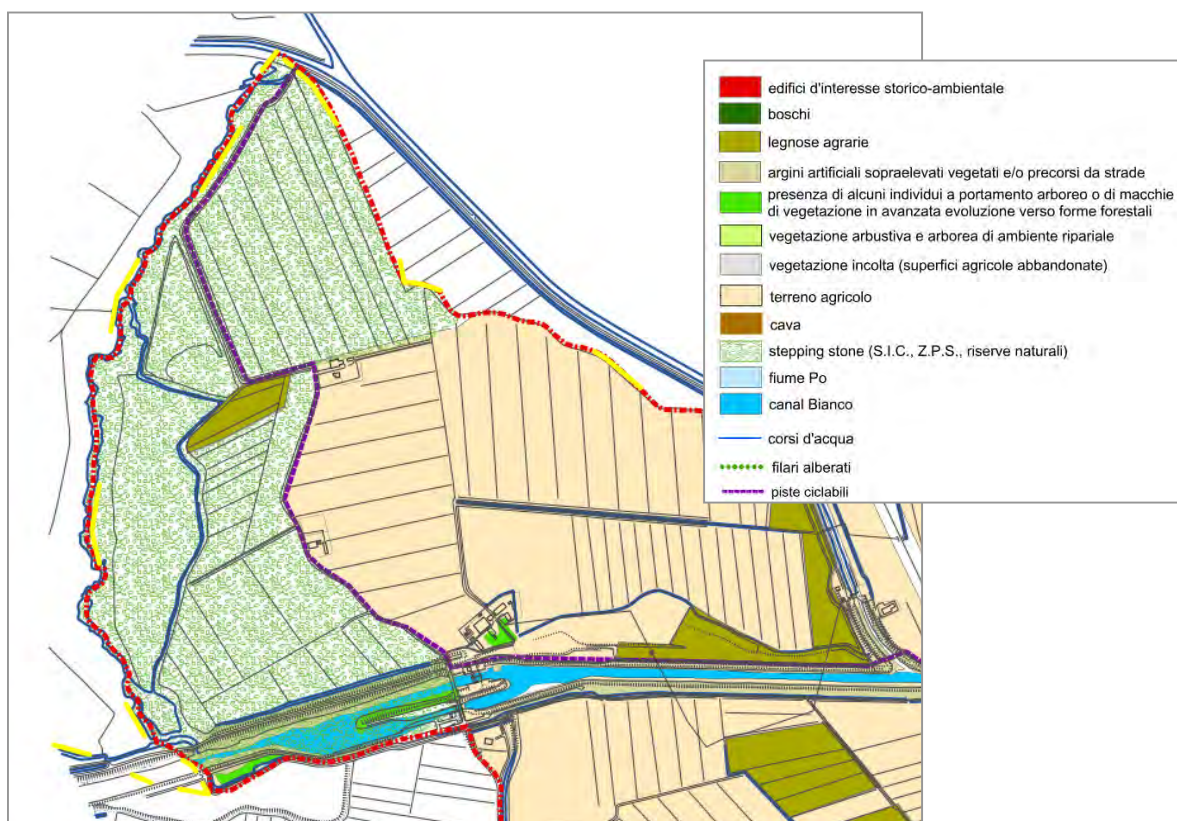 edifici d'interesse storico-ambientale
boschi
legnose agrarie
argini artificiali sopraelevati vegetati e/o precorsi da strade
presenza di alcuni individui a portamento arboreo o di macchie
di vegetazione in avanzata evoluzione verso forme forestali
vegetazione arbustiva e arborea di ambiente ripariale
vegetazione incolta (superfici agricole abbandonate)
terreno agricolo
cava
stepping stone (S.I.C., Z.P.S., riserve naturali)
fiume Po
canal Bianco
corsi d'acqua
filari alberati
piste ciclabili